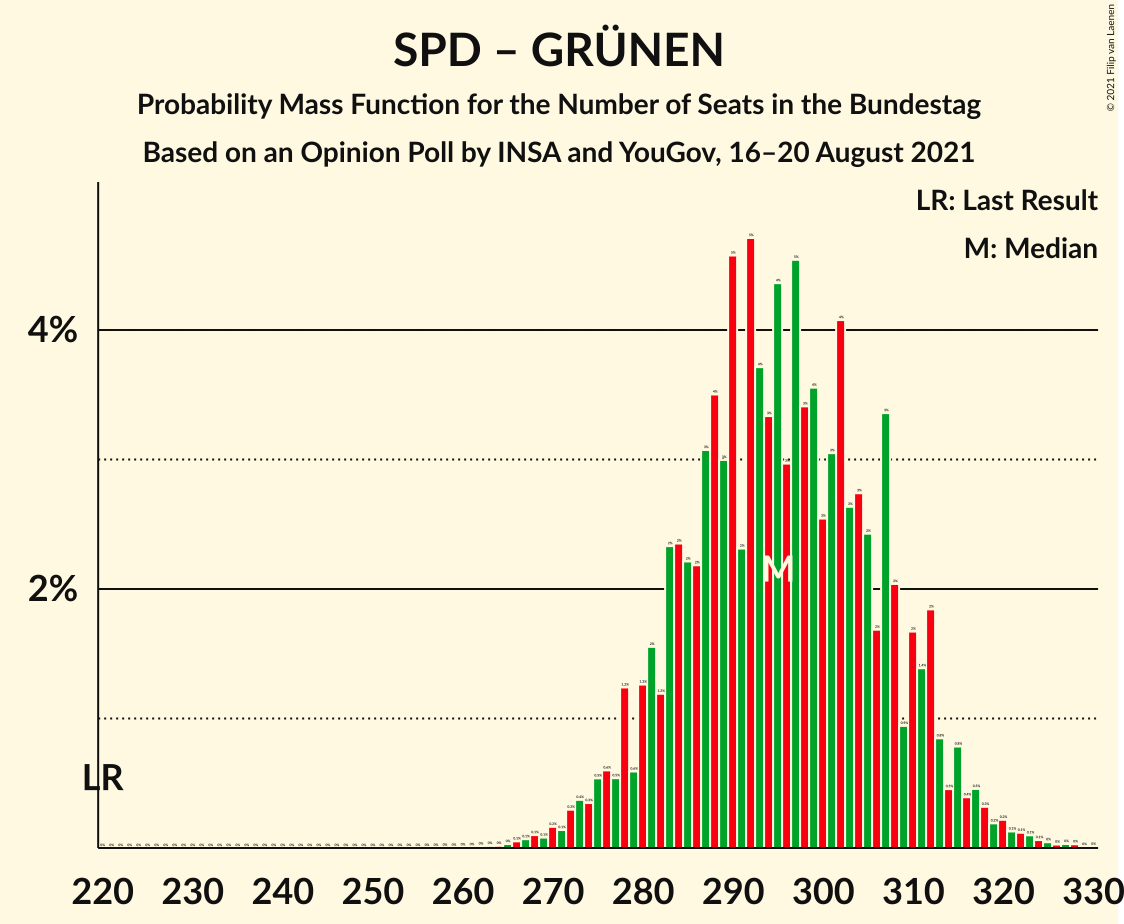 SPD – GRÜNEN
Probability Mass Function for the Number of Seats in the Bundestag
Based on an Opinion Poll by INSA and YouGov, 16–20 August 2021
© 2021 Filip van Laenen
LR: Last Result
M: Median
4%
2%
M
LR
220 230 240 250 260 270 280 290 300 310 320 330